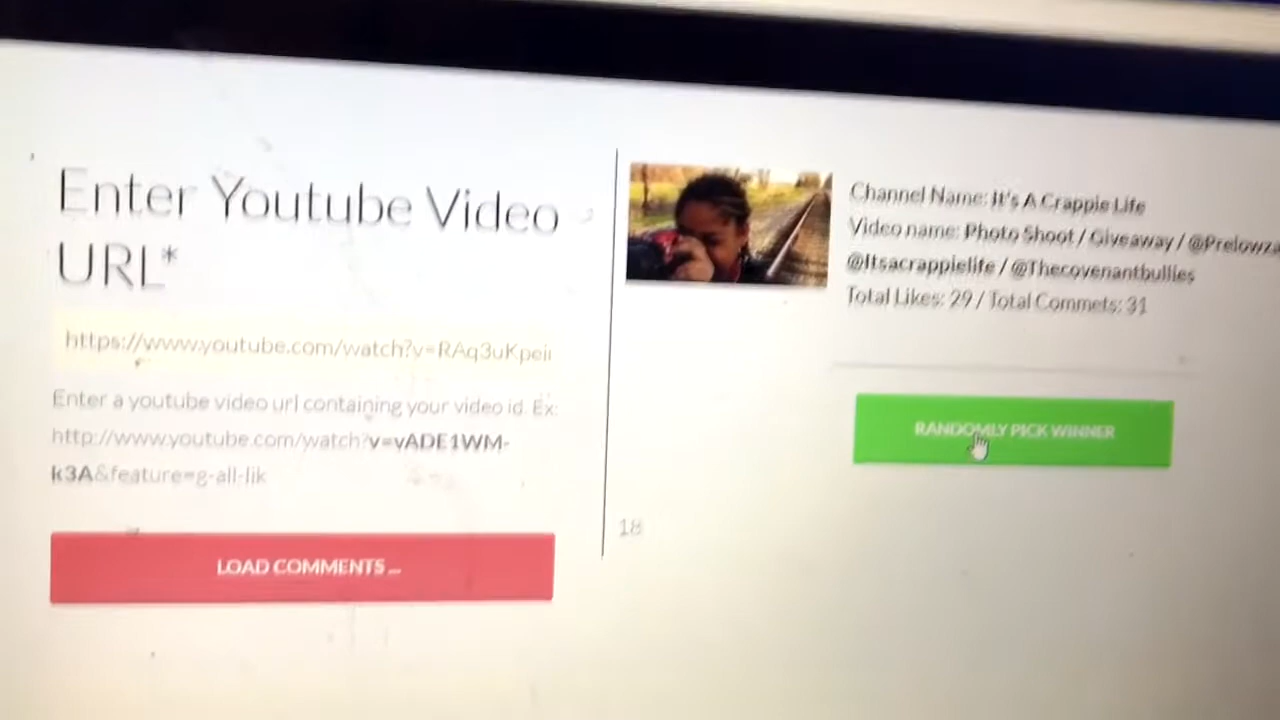 Enter Youtube Video
URL*
https://www.youtube.com/watch?v=RAq3uKpeii
Enter a youtube video url containing your video id. Ex:
http://www.youtube.com/watch?v=vADE1WM-
k3A&feature=g-all-lik
LOAD COMMENTS ...
Channel Name: It's A Crappie Life
Video name: Photo Shoot / Giveaway / @Prelowza
@Itsacrappielife / @Thecovenantbullies
Total Likes: 29 / Total Commets: 31
RANDOMLY PICK WINNER
18